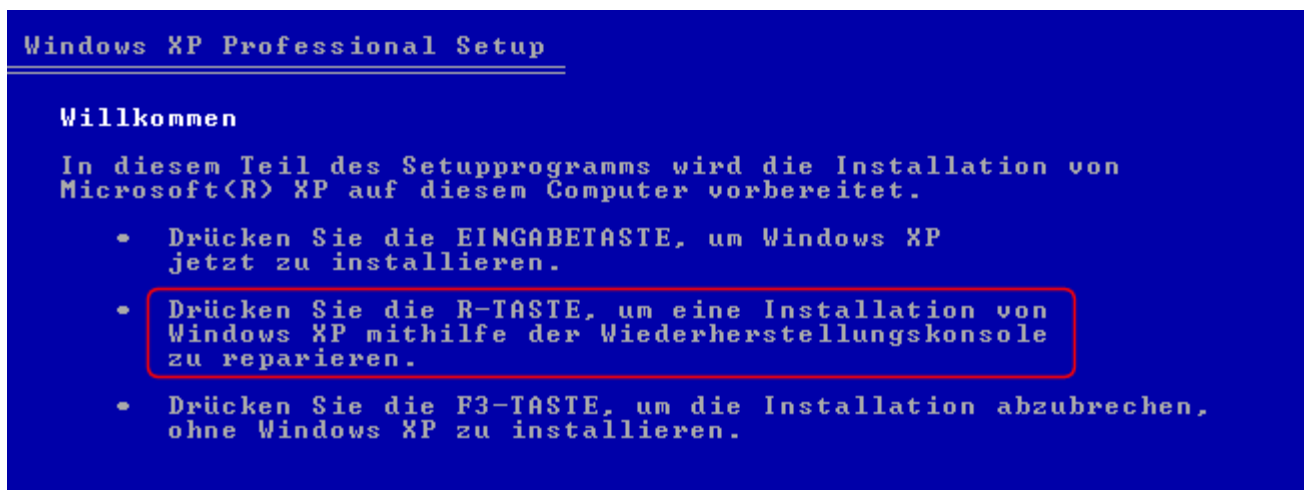 Windows XP Professional Setup
Willkommen
In diesem Teil des Setupprogramms wird die Installation von
Microsoft(R) XP auf diesem Computer vorbereitet.
• Drücken Sie die EINGABETASTE, um Windows XP
jetzt zu installieren.
• Drücken Sie die R-TASTE, um eine Installation von
Windows XP mithilfe der Wiederherstellungskonsole
zu reparieren.
• Drücken Sie die F3-TASTE, um die Installation abzubrechen,
ohne Windows XP zu installieren.